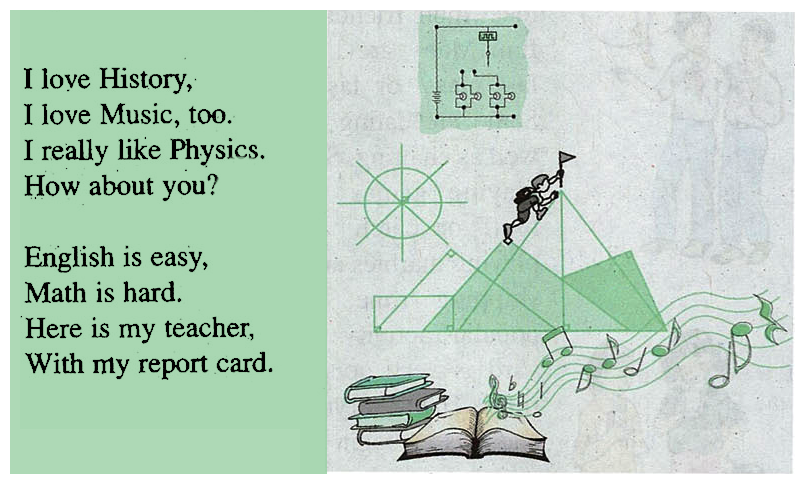 I love History,
I love Music, too.
I really like Physics.
How about you?
English is easy,
Math is hard.
Here is my teacher,
With my report card.